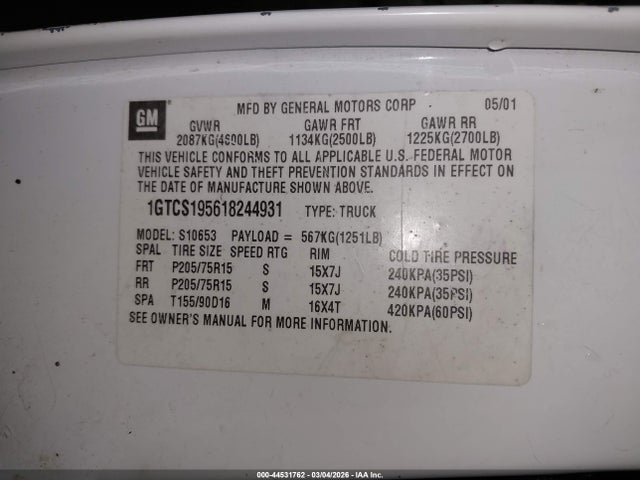 GM
MFD BY GENERAL MOTORS CORP 05/01
GVWR GAWR FRT GAWR RR
2087KG(4600LB) 1134KG(2500LB) 1225KG(2700LB)
THIS VEHICLE CONFORMS TO ALL APPLICABLE U.S. FEDERAL MOTOR
VEHICLE SAFETY AND THEFT PREVENTION STANDARDS IN EFFECT ON
THE DATE OF MANUFACTURE SHOWN ABOVE.
1GTCS195618244931 TYPE: TRUCK
MODEL: S10653 PAYLOAD = 567KG(1251LB)
SPAL TIRE SIZE SPEED RTG RIM COLD TIRE PRESSURE
FRT P205/75R15 S 15X7J 240KPA(35PSI)
RR P205/75R15 S 15X7J 240KPA(35PSI)
SPA T155/90D16 M 16X4T 420KPA(60PSI)
SEE OWNER'S MANUAL FOR MORE INFORMATION.
000-44531762 - 03/04/2026 - IAA Inc.